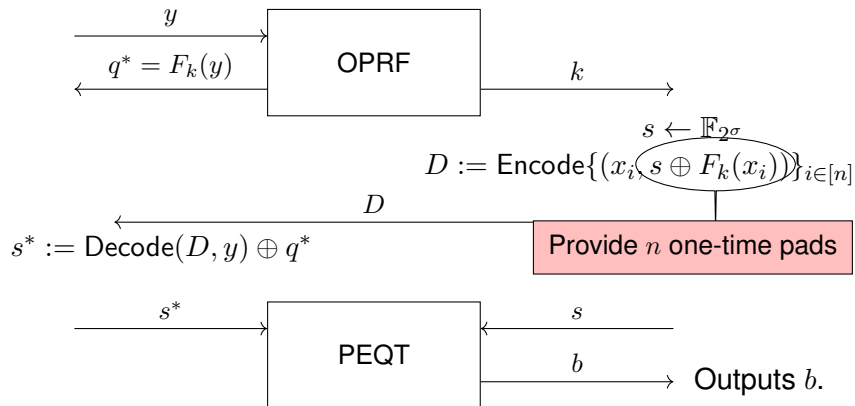 y
OPRF
q* = F_k(y)
k
s ← 𝔽_{2^σ}
D := Encode{(x_i, s ⊕ F_k(x_i))}_{i∈[n]}
D
Provide n one-time pads
s* := Decode(D, y) ⊕ q*
s*
s
PEQT
b
Outputs b.